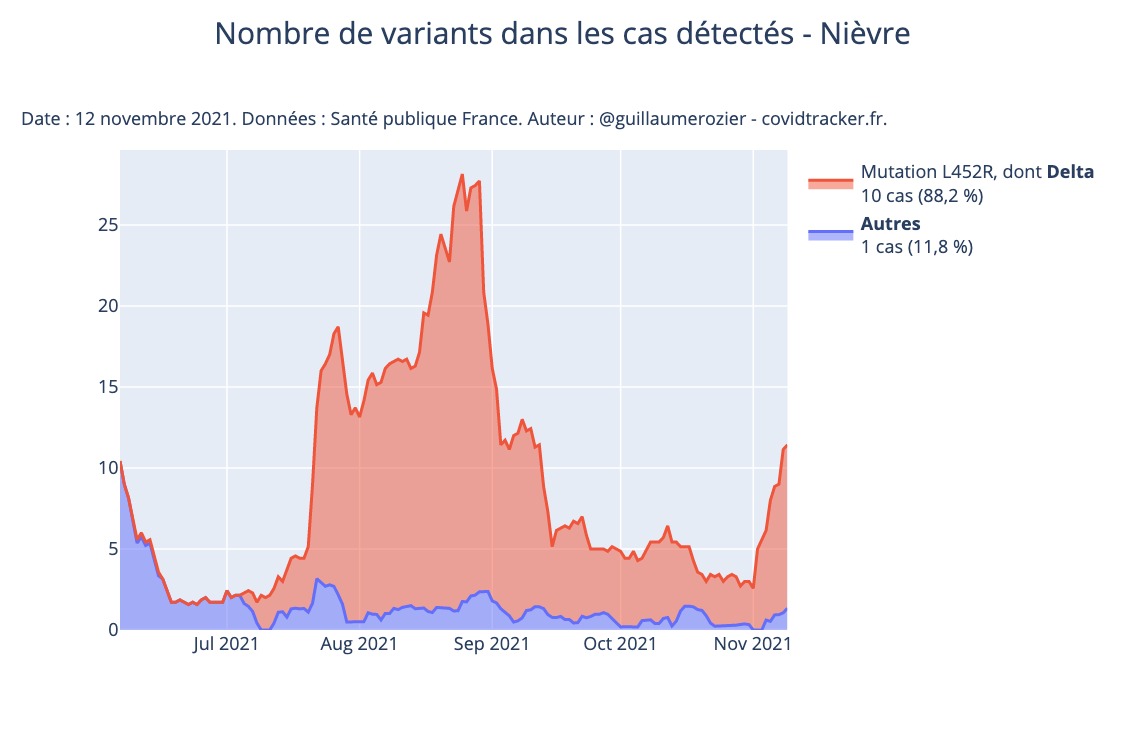 Nombre de variants dans les cas détectés - Nièvre
Date : 12 novembre 2021. Données : Santé publique France. Auteur : @guillaumerozier - covidtracker.fr.
Mutation L452R, dont Delta
10 cas (88,2 %)
Autres
1 cas (11,8 %)
25
20
15
10
5
0
Jul 2021 Aug 2021 Sep 2021 Oct 2021 Nov 2021